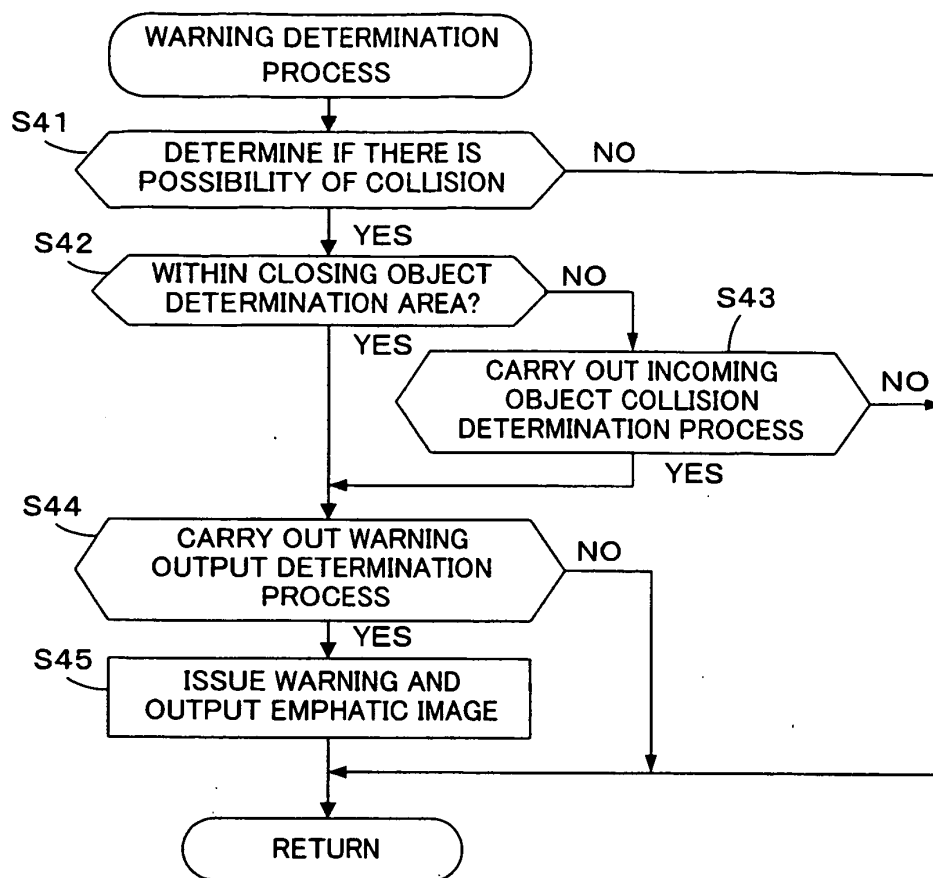 WARNING DETERMINATION
PROCESS
S41
DETERMINE IF THERE IS
POSSIBILITY OF COLLISION
NO
YES
S42
WITHIN CLOSING OBJECT
DETERMINATION AREA?
NO
YES
S43
CARRY OUT INCOMING
OBJECT COLLISION
DETERMINATION PROCESS
NO
YES
S44
CARRY OUT WARNING
OUTPUT DETERMINATION
PROCESS
NO
YES
S45
ISSUE WARNING AND
OUTPUT EMPHATIC IMAGE
RETURN